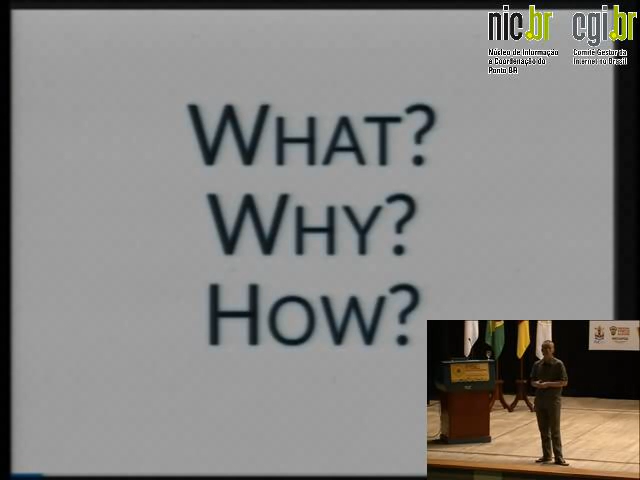 nic.br cgi.br
Núcleo de Informação
e Coordenação do
Ponto BR
Comitê Gestor da
Internet no Brasil
WHAT?
WHY?
HOW?